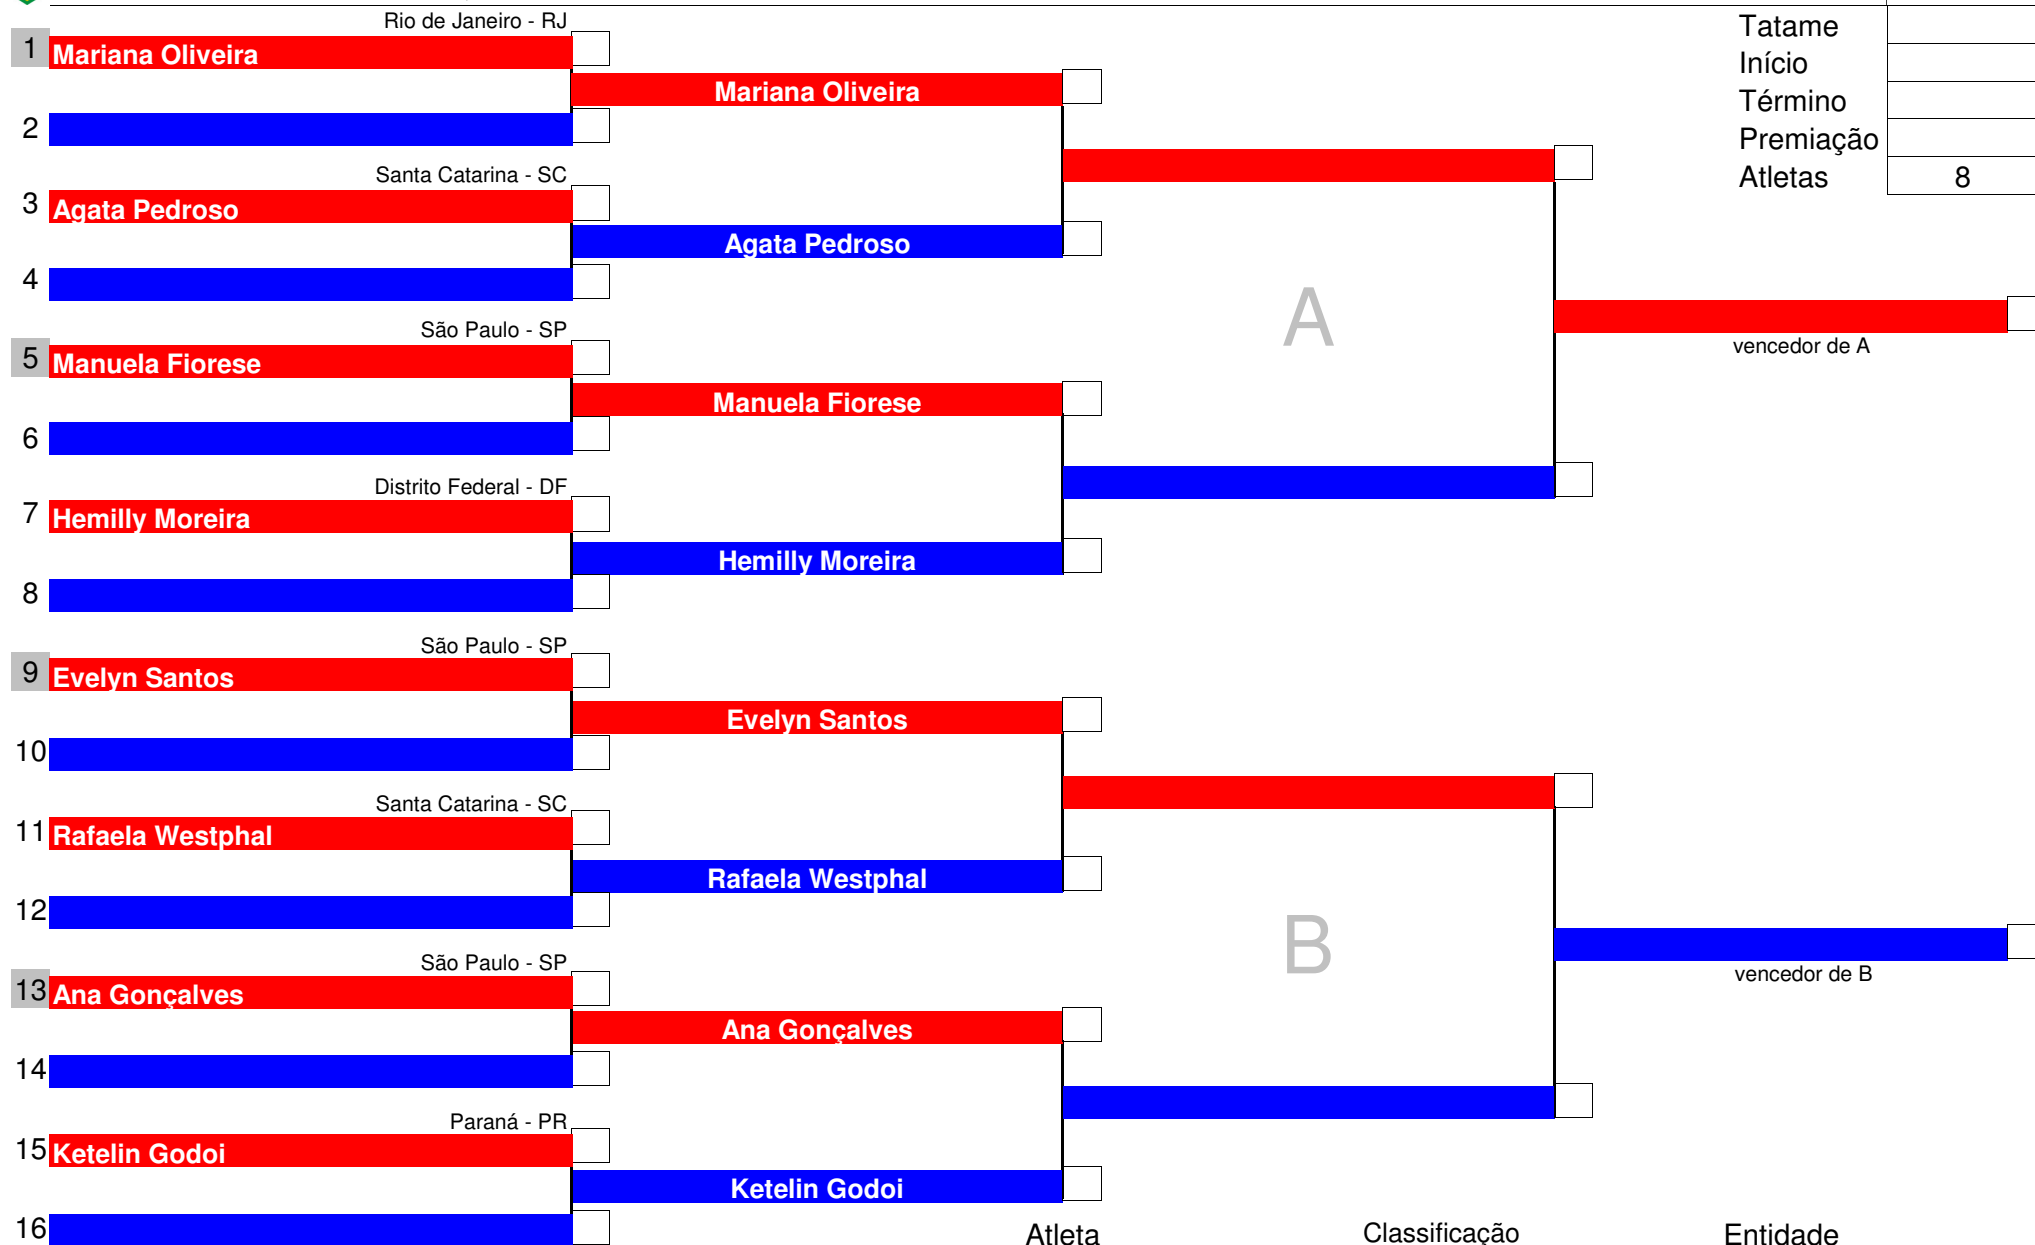 Rio de Janeiro - RJ
1 Mariana Oliveira
Mariana Oliveira
2
Santa Catarina - SC
3 Agata Pedroso
Agata Pedroso
4
São Paulo - SP
5 Manuela Fiorese
Manuela Fiorese
6
Distrito Federal - DF
7 Hemilly Moreira
Hemilly Moreira
8
São Paulo - SP
9 Evelyn Santos
Evelyn Santos
10
Santa Catarina - SC
11 Rafaela Westphal
Rafaela Westphal
12
São Paulo - SP
13 Ana Gonçalves
Ana Gonçalves
14
Paraná - PR
15 Ketelin Godoi
Ketelin Godoi
16
A
B
Tatame
Início
Término
Premiação
Atletas 8
vencedor de A
vencedor de B
Atleta Classificação Entidade